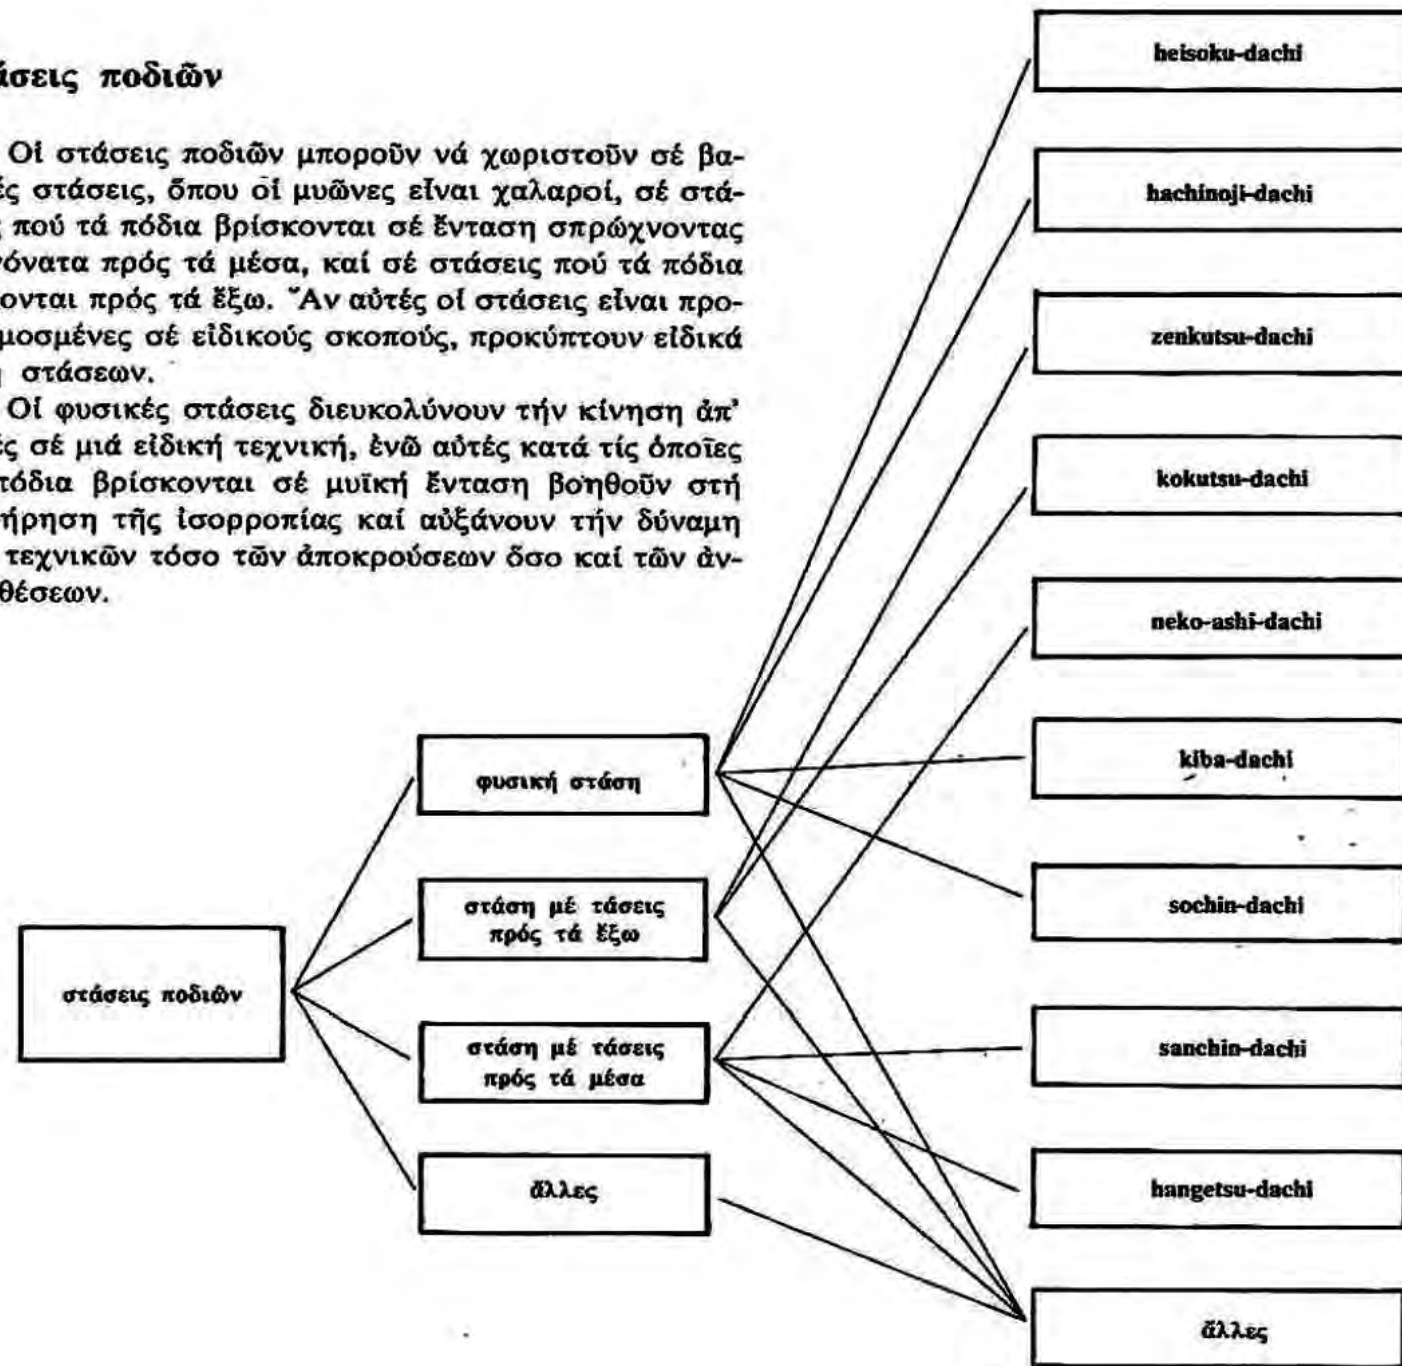 άσεις ποδιῶν
Οἱ στάσεις ποδιῶν μποροῦν νά χωριστοῦν σέ βα-
ές στάσεις, ὅπου οἱ μυῶνες εἶναι χαλαροί, σέ στά-
ς πού τά πόδια βρίσκονται σέ ἔνταση σπρώχνοντας
γόνατα πρός τά μέσα, καί σέ στάσεις πού τά πόδια
ονται πρός τά ἔξω. Ἄν αὐτές οἱ στάσεις εἶναι προ-
μοσμένες σέ εἰδικούς σκοπούς, προκύπτουν εἰδικά
η στάσεων.
Οἱ φυσικές στάσεις διευκολύνουν τήν κίνηση ἀπ'
ές σέ μιά εἰδική τεχνική, ἐνῶ αὐτές κατά τίς ὁποῖες
πόδια βρίσκονται σέ μυϊκή ἔνταση βοηθοῦν στή
ήρηση τῆς ἰσορροπίας καί αὐξάνουν τήν δύναμη
τεχνικῶν τόσο τῶν ἀποκρούσεων ὅσο καί τῶν ἀν-
θέσεων.
στάσεις ποδιῶν
φυσική στάση
στάση μέ τάσεις
πρός τά ἔξω
στάση μέ τάσεις
πρός τά μέσα
ἄλλες
heisoku-dachi
hachinoji-dachi
zenkutsu-dachi
kokutsu-dachi
neko-ashi-dachi
kiba-dachi
sochin-dachi
sanchin-dachi
hangetsu-dachi
ἄλλες